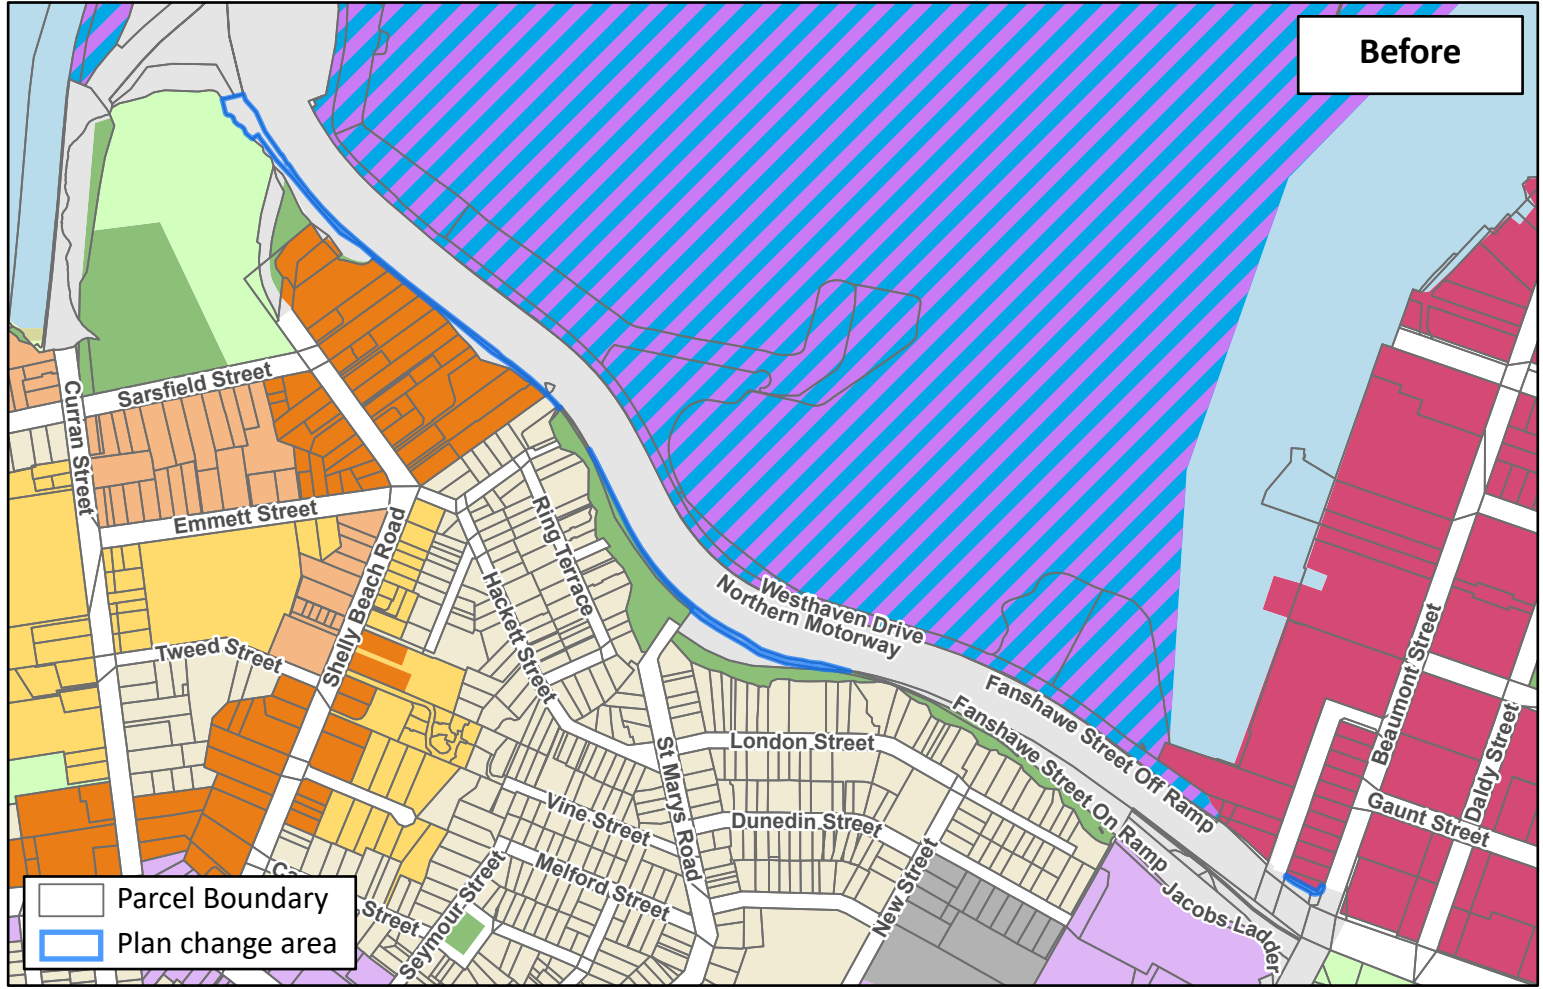 Before
Sarsfield Street
Curran Street
Emmett Street
Ring Terrace
Shelly Beach Road
Hackett Street
Tweed Street
Westhaven Drive
Northern Motorway
Fanshawe Street Off Ramp
Fanshawe Street On Ramp
Beaumont Street
Daldy Street
Gaunt Street
London Street
St Marys Road
Vine Street
Dunedin Street
Melford Street
New Street
Jacobs Ladder
Street
Seymour Street
Parcel Boundary
Plan change area